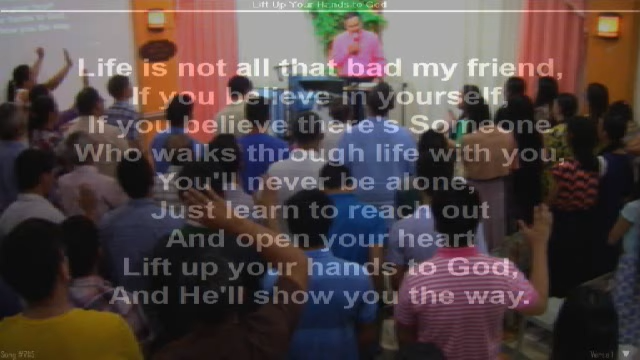 Lift Up Your Hands to God
Life is not all that bad my friend,
If you believe in yourself
If you believe there's Someone
Who walks through life with you,
You'll never be alone,
Just learn to reach out
And open your heart
Lift up your hands to God,
And He'll show you the way.